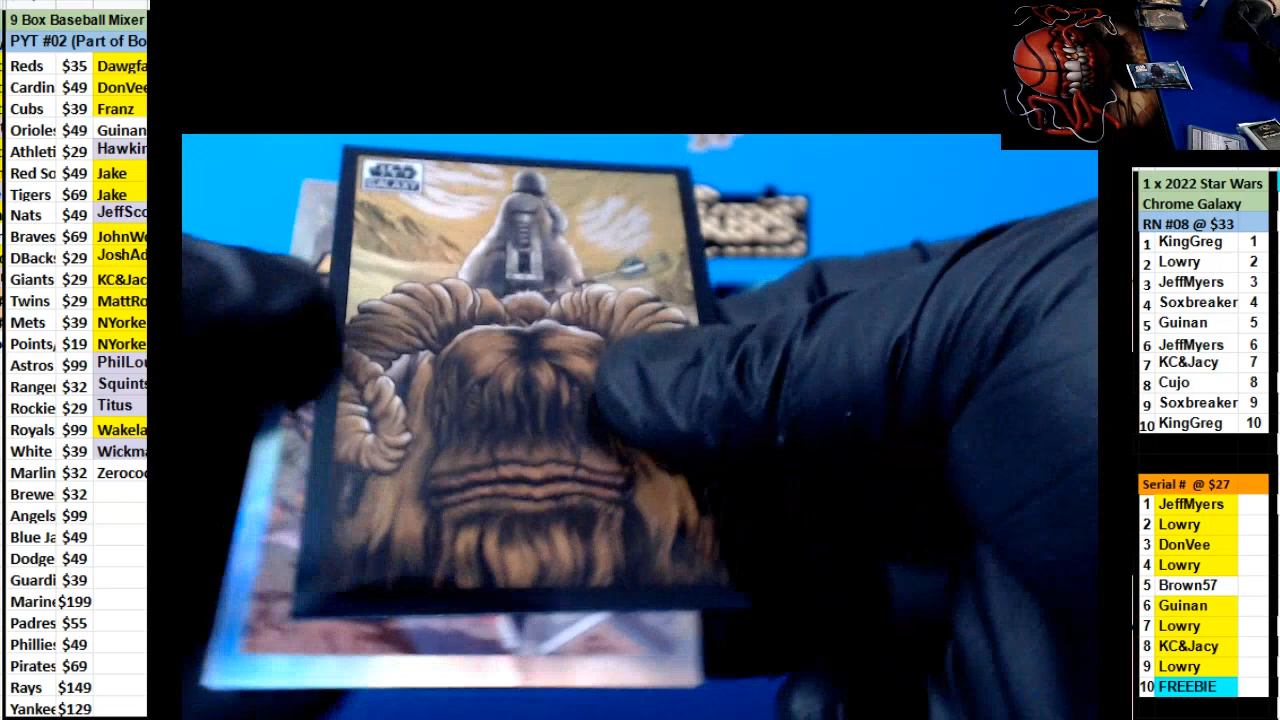 9 Box Baseball Mixer
PYT #02 (Part of Bo
Reds $35 Dawgfa
Cardin $49 DonVee
Cubs $39 Franz
Orioles $49 Guinan
Athleti $29 Hawkin
Red So $49 Jake
Tigers $69 Jake
Nats $49 JeffSco
Braves $69 JohnWo
DBacks $29 JoshAd
Giants $29 KC&Jac
Twins $29 MattRo
Mets $39 NYorke
Points/ $19 NYorke
Astros $99 PhilLou
Ranger $32 Squints
Rockie $29 Titus
Royals $99 Wakela
White $39 Wickma
Marlin $32 Zerocoo
Brewe $32
Angels $99
Blue Ja $49
Dodge $49
Guardi $39
Marine $199
Padres $55
Phillie $49
Pirates $69
Rays $149
Yankee $129
STAR WARS
GALAXY
1 x 2022 Star Wars
Chrome Galaxy
RN #08 @ $33
1 KingGreg 1
2 Lowry 2
3 JeffMyers 3
4 Soxbreaker 4
5 Guinan 5
6 JeffMyers 6
7 KC&Jacy 7
8 Cujo 8
9 Soxbreaker 9
10 KingGreg 10
Serial # @ $27
1 JeffMyers
2 Lowry
3 DonVee
4 Lowry
5 Brown57
6 Guinan
7 Lowry
8 KC&Jacy
9 Lowry
10 FREEBIE